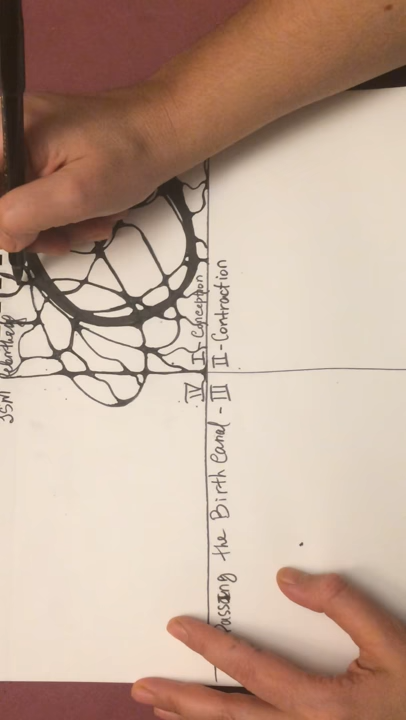 I - Conception
II - Contraction
IV
Passing the Birth Canal - III